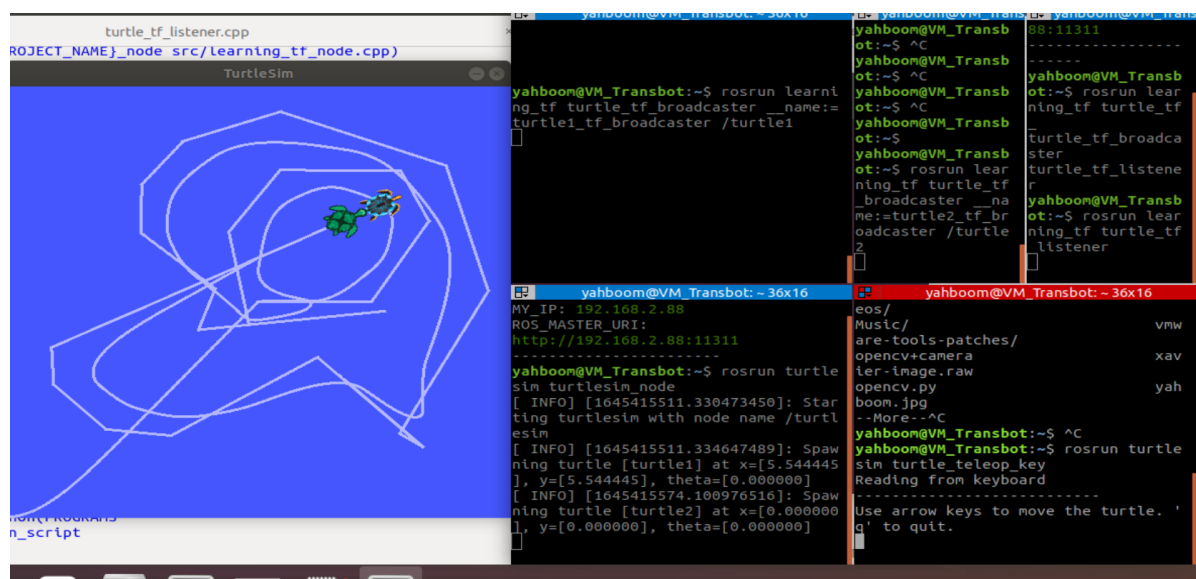 turtle_tf_listener.cpp
ROJECT_NAME}_node src/learning_tf_node.cpp)
TurtleSim
n_script
yahboom@VM_Transbot: ~ 36x16
yahboom@VM_Transbot:~$ rosrun learni
ng_tf turtle_tf_broadcaster __name:=
turtle1_tf_broadcaster /turtle1
yahboom@VM_Trans
yahboom@VM_Transb
ot:~$ ^C
yahboom@VM_Transb
ot:~$ ^C
yahboom@VM_Transb
ot:~$ ^C
yahboom@VM_Transb
ot:~$
yahboom@VM_Transb
ot:~$ rosrun lear
ning_tf turtle_tf
_broadcaster __na
me:=turtle2_tf_br
oadcaster /turtle
2
yahboom@VM_Trans
88:11311
-----------------
------
yahboom@VM_Transb
ot:~$ rosrun lear
ning_tf turtle_tf
_
turtle_tf_broadca
ster
turtle_tf_listene
r
yahboom@VM_Transb
ot:~$ rosrun lear
ning_tf turtle_tf
_listener
yahboom@VM_Transbot: ~ 36x16
MY_IP: 192.168.2.88
ROS_MASTER_URI:
http://192.168.2.88:11311
-----------------------
yahboom@VM_Transbot:~$ rosrun turtle
sim turtlesim_node
[ INFO] [1645415511.330473450]: Star
ting turtlesim with node name /turtl
esim
[ INFO] [1645415511.334647489]: Spaw
ning turtle [turtle1] at x=[5.544445
], y=[5.544445], theta=[0.000000]
[ INFO] [1645415574.100976516]: Spaw
ning turtle [turtle2] at x=[0.000000
], y=[0.000000], theta=[0.000000]
yahboom@VM_Transbot: ~ 36x16
eos/
Music/ vmw
are-tools-patches/
opencv+camera xav
ier-image.raw
opencv.py yah
boom.jpg
--More--^C
yahboom@VM_Transbot:~$ ^C
yahboom@VM_Transbot:~$ rosrun turtle
sim turtle_teleop_key
Reading from keyboard
---------------------------
Use arrow keys to move the turtle. '
q' to quit.